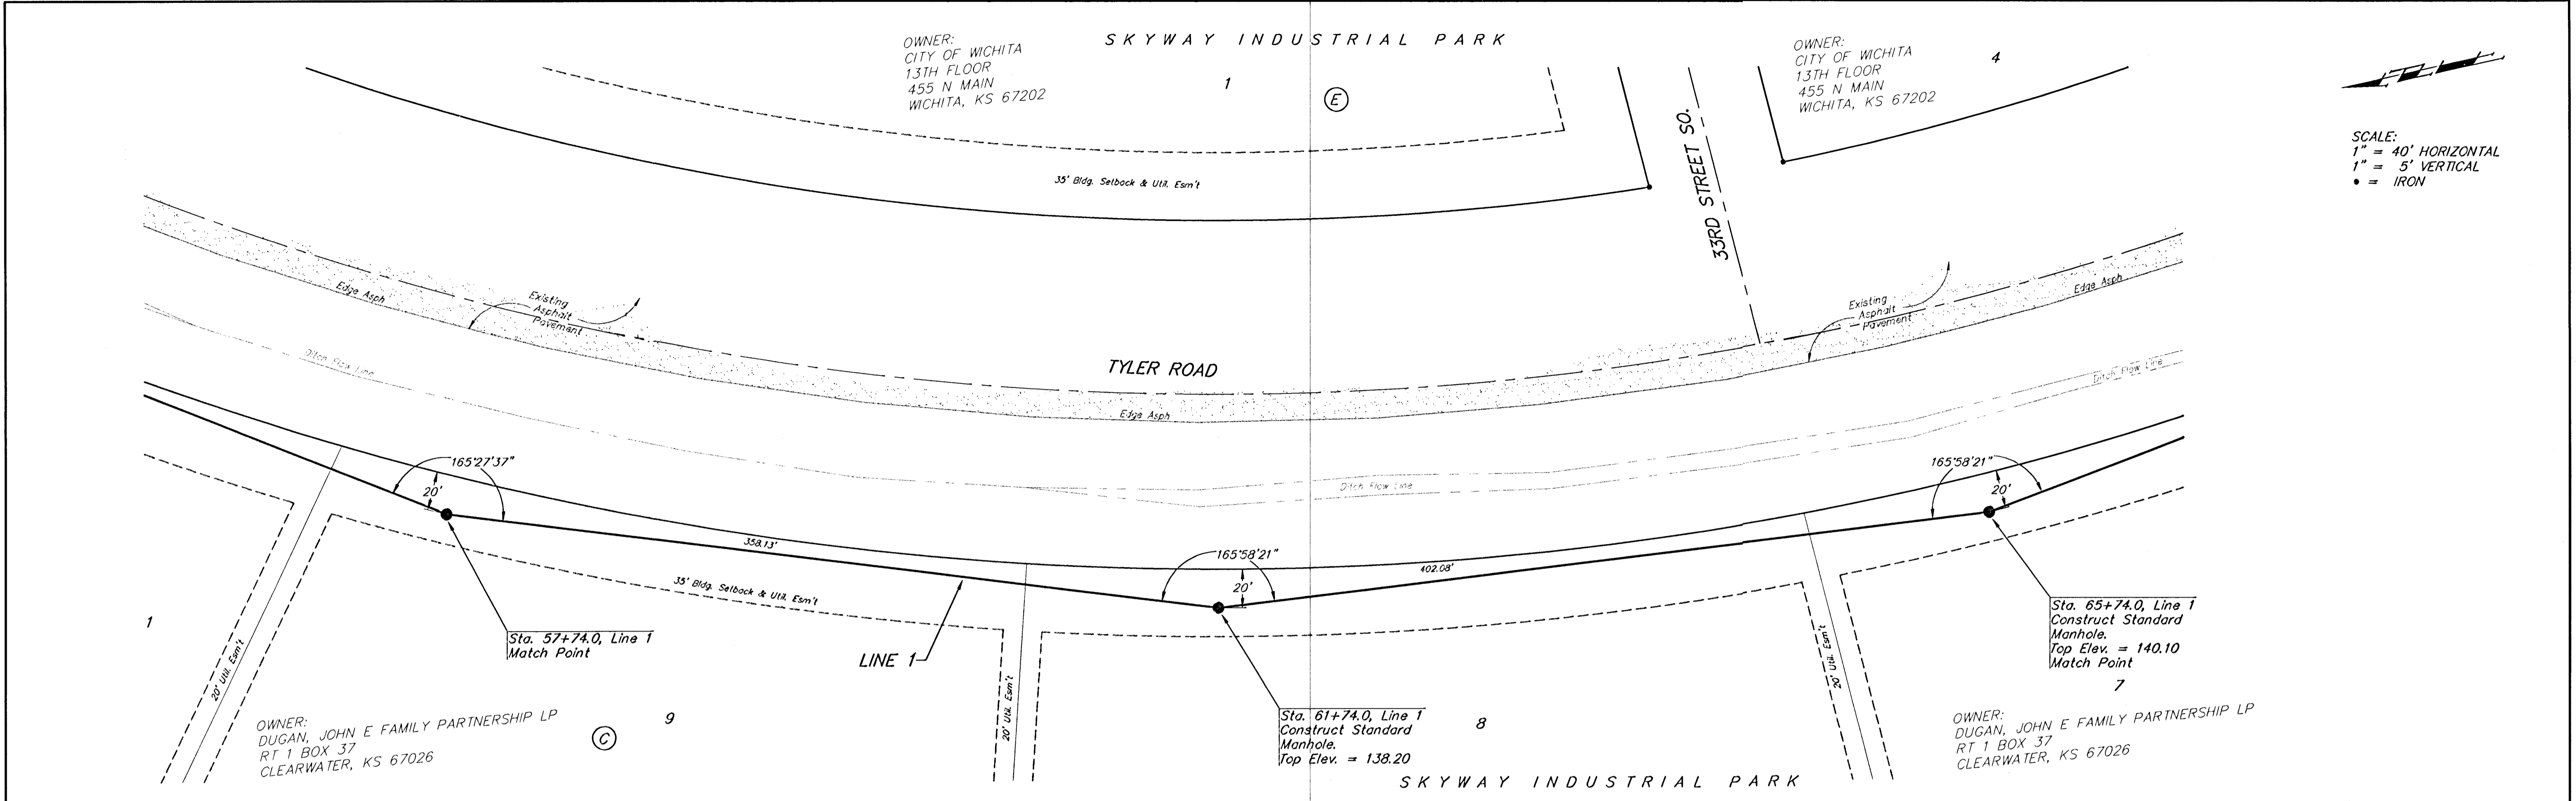 SKYWAY INDUSTRIAL PARK
OWNER:
CITY OF WICHITA
13TH FLOOR
455 N MAIN
WICHITA, KS 67202
1
E
OWNER:
CITY OF WICHITA
13TH FLOOR
455 N MAIN
WICHITA, KS 67202
4
SCALE:
1" = 40' HORIZONTAL
1" = 5' VERTICAL
• = IRON
33RD STREET SO.
35' Bldg. Setback & Util. Esm't
Edge Asph
Existing
Asphalt
Pavement
Existing
Asphalt
Pavement
Edge Asph
Ditch Flow Line
TYLER ROAD
Edge Asph
Ditch Flow Line
Ditch Flow Line
165°27'37"
20'
165°58'21"
20'
358.13'
165°58'21"
20'
402.08'
35' Bldg. Setback & Util. Esm't
1
Sta. 57+74.0, Line 1
Match Point
LINE 1
Sta. 65+74.0, Line 1
Construct Standard
Manhole.
Top Elev. = 140.10
Match Point
7
20' Util. Esm't
20' Util. Esm't
20' Util. Esm't
OWNER:
DUGAN, JOHN E FAMILY PARTNERSHIP LP
RT 1 BOX 37
CLEARWATER, KS 67026
C
9
Sta. 61+74.0, Line 1
Construct Standard
Manhole.
Top Elev. = 138.20
8
OWNER:
DUGAN, JOHN E FAMILY PARTNERSHIP LP
RT 1 BOX 37
CLEARWATER, KS 67026
SKYWAY INDUSTRIAL PARK